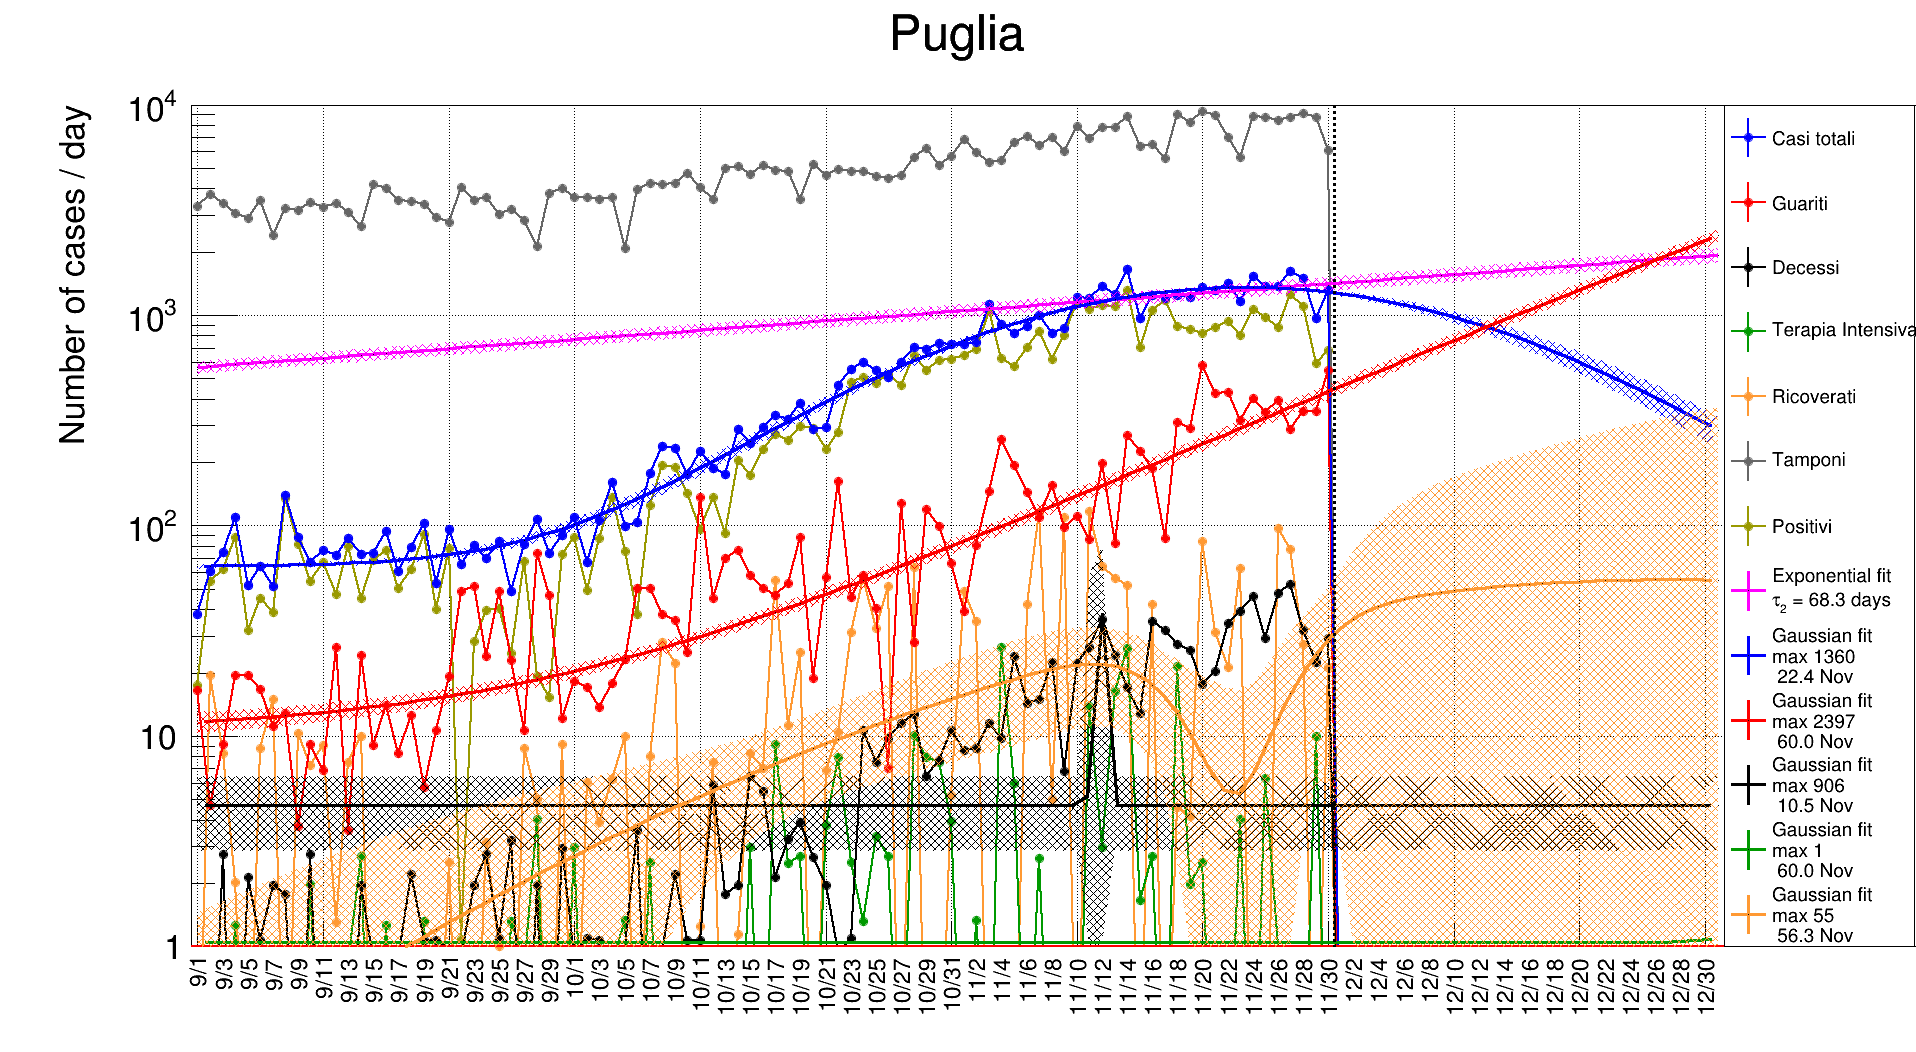 Puglia
Number of cases / day
10^4
10^3
10^2
10
1
9/1
9/3
9/5
9/7
9/9
9/11
9/13
9/15
9/17
9/19
9/21
9/23
9/25
9/27
9/29
10/1
10/3
10/5
10/7
10/9
10/11
10/13
10/15
10/17
10/19
10/21
10/23
10/25
10/27
10/29
10/31
11/2
11/4
11/6
11/8
11/10
11/12
11/14
11/16
11/18
11/20
11/22
11/24
11/26
11/28
11/30
12/2
12/4
12/6
12/8
12/10
12/12
12/14
12/16
12/18
12/20
12/22
12/24
12/26
12/28
12/30
Casi totali
Guariti
Decessi
Terapia Intensiva
Ricoverati
Tamponi
Positivi
Exponential fit
τ2 = 68.3 days
Gaussian fit
max 1360
22.4 Nov
Gaussian fit
max 2397
60.0 Nov
Gaussian fit
max 906
10.5 Nov
Gaussian fit
max 1
60.0 Nov
Gaussian fit
max 55
56.3 Nov